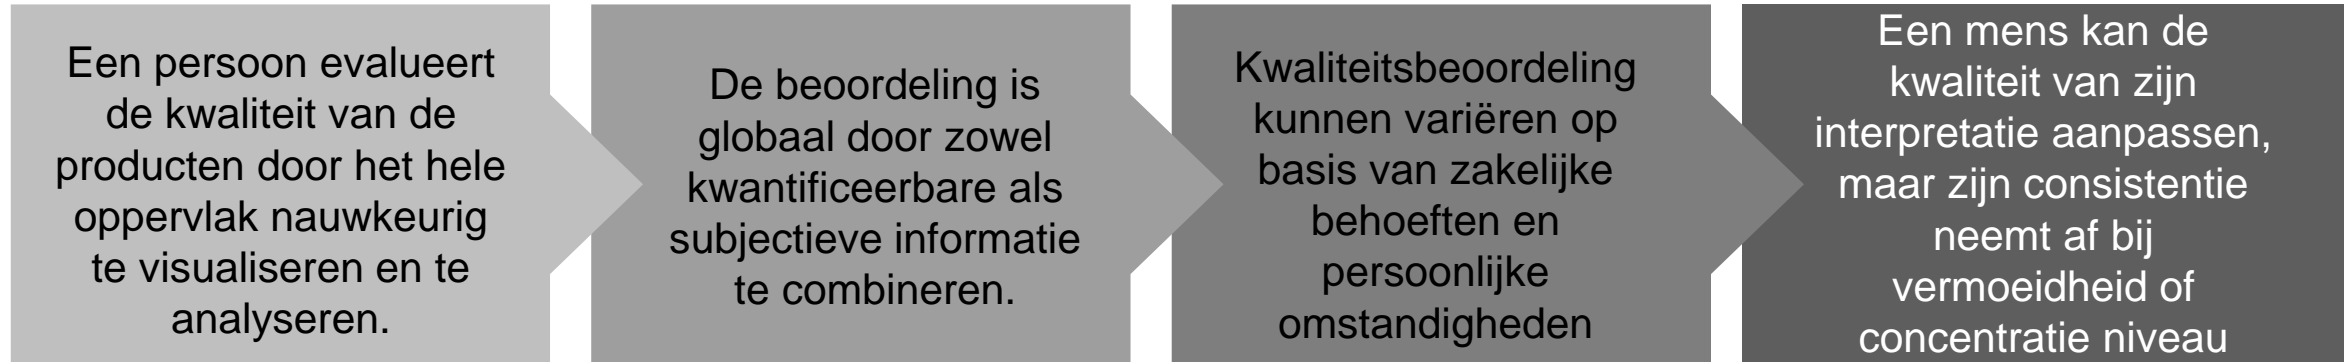 Een persoon evalueert
de kwaliteit van de
producten door het hele
oppervlak nauwkeurig
te visualiseren en te
analyseren.
De beoordeling is
globaal door zowel
kwantificeerbare als
subjectieve informatie
te combineren.
Kwaliteitsbeoordeling
kunnen variëren op
basis van zakelijke
behoeften en
persoonlijke
omstandigheden
Een mens kan de
kwaliteit van zijn
interpretatie aanpassen,
maar zijn consistentie
neemt af bij
vermoeidheid of
concentratie niveau